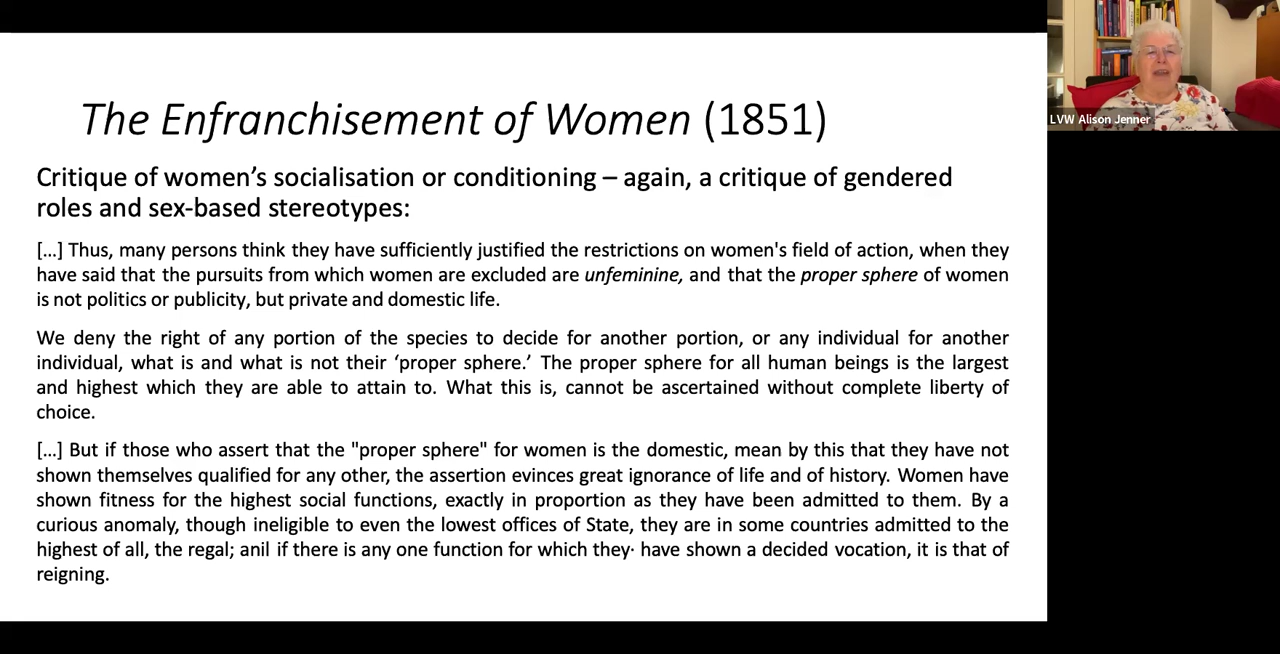 The Enfranchisement of Women (1851)
Critique of women’s socialisation or conditioning – again, a critique of gendered
roles and sex-based stereotypes:
[...] Thus, many persons think they have sufficiently justified the restrictions on women's field of action, when they
have said that the pursuits from which women are excluded are unfeminine, and that the proper sphere of women
is not politics or publicity, but private and domestic life.
We deny the right of any portion of the species to decide for another portion, or any individual for another
individual, what is and what is not their ‘proper sphere.’ The proper sphere for all human beings is the largest
and highest which they are able to attain to. What this is, cannot be ascertained without complete liberty of
choice.
[...] But if those who assert that the "proper sphere" for women is the domestic, mean by this that they have not
shown themselves qualified for any other, the assertion evinces great ignorance of life and of history. Women have
shown fitness for the highest social functions, exactly in proportion as they have been admitted to them. By a
curious anomaly, though ineligible to even the lowest offices of State, they are in some countries admitted to the
highest of all, the regal; anil if there is any one function for which they· have shown a decided vocation, it is that of
reigning.
LVW Alison Jenner